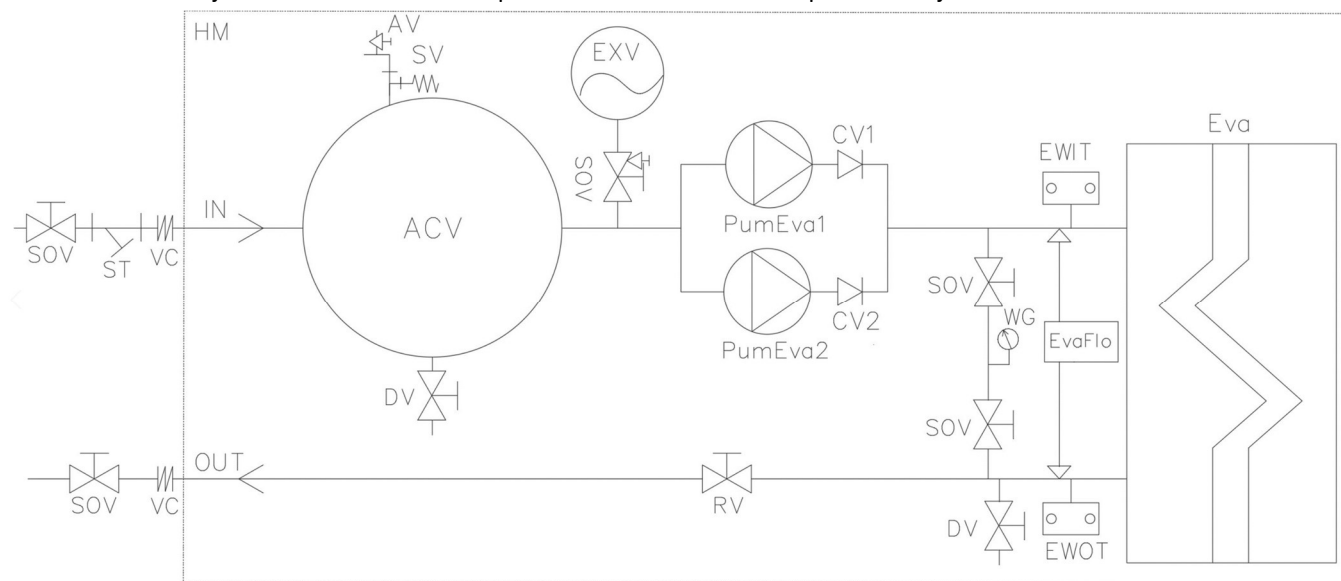 HM
AV
SV
EXV
Eva
CV1
EWIT
SOV
PumEva1
IN
ACV
SOV
ST
VC
SOV
CV2
WG
EvaFlo
PumEva2
DV
SOV
OUT
SOV
VC
RV
DV
EWOT